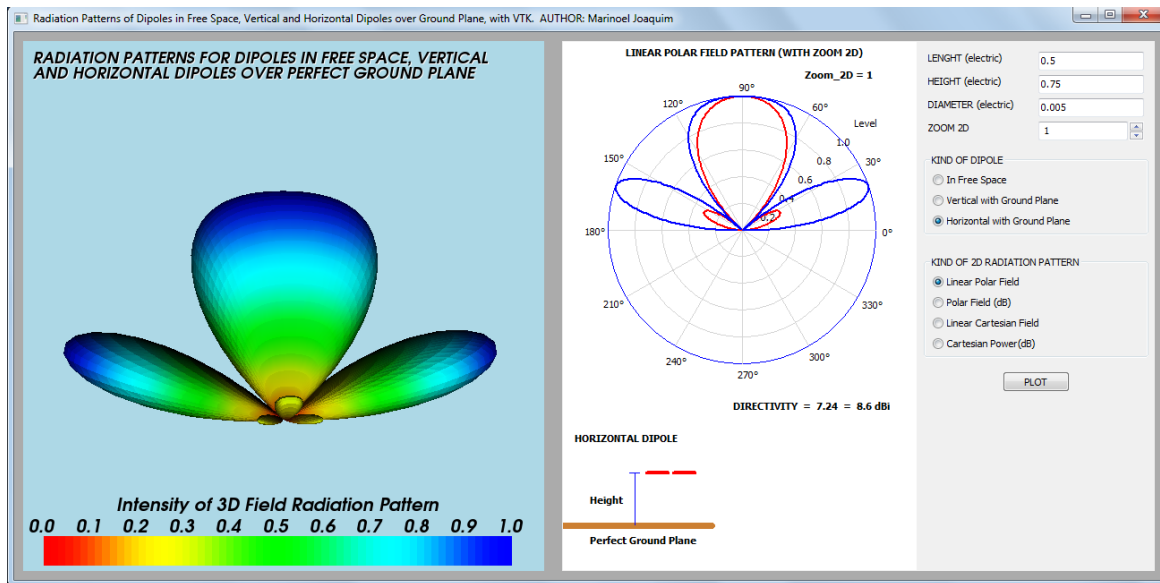 Radiation Patterns of Dipoles in Free Space, Vertical and Horizontal Dipoles over Ground Plane, with VTK. AUTHOR: Marinoel Joaquim
RADIATION PATTERNS FOR DIPOLES IN FREE SPACE, VERTICAL
AND HORIZONTAL DIPOLES OVER PERFECT GROUND PLANE
Intensity of 3D Field Radiation Pattern
0.0 0.1 0.2 0.3 0.4 0.5 0.6 0.7 0.8 0.9 1.0
LINEAR POLAR FIELD PATTERN (WITH ZOOM 2D)
Zoom_2D = 1
90°
120°
60°
Level
1.0
150°
0.8
30°
0.6
0.4
0.2
180°
0°
210°
330°
240°
300°
270°
DIRECTIVITY = 7.24 = 8.6 dBi
HORIZONTAL DIPOLE
Height
Perfect Ground Plane
LENGHT (electric)
0.5
HEIGHT (electric)
0.75
DIAMETER (electric)
0.005
ZOOM 2D
1
KIND OF DIPOLE
In Free Space
Vertical with Ground Plane
Horizontal with Ground Plane
KIND OF 2D RADIATION PATTERN
Linear Polar Field
Polar Field (dB)
Linear Cartesian Field
Cartesian Power(dB)
PLOT